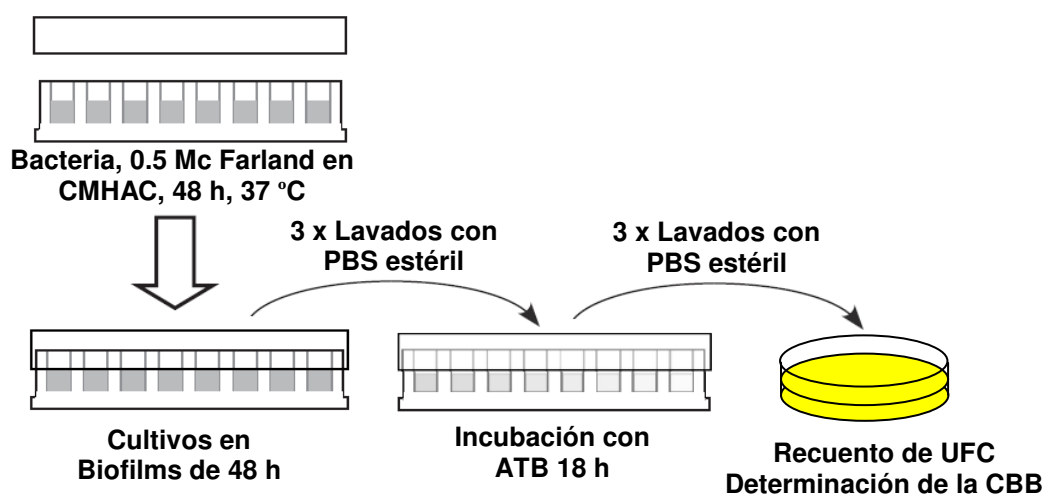 Bacteria, 0.5 Mc Farland en
CMHAC, 48 h, 37 ºC
3 x Lavados con
PBS estéril
3 x Lavados con
PBS estéril
Cultivos en
Biofilms de 48 h
Incubación con
ATB 18 h
Recuento de UFC
Determinación de la CBB